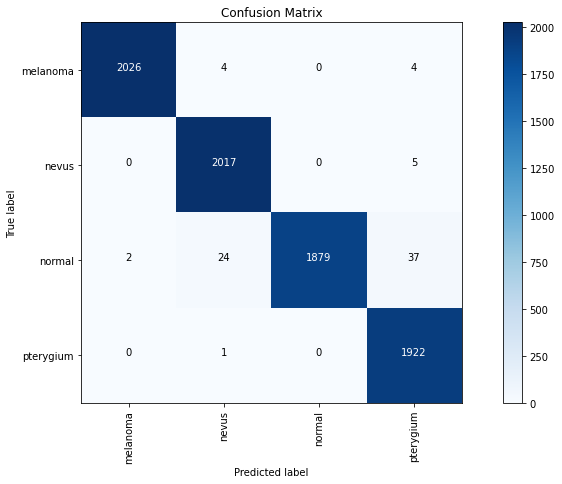 Confusion Matrix
True label
melanoma 2026 4 0 4
nevus 0 2017 0 5
normal 2 24 1879 37
pterygium 0 1 0 1922
melanoma nevus normal pterygium
Predicted label
2000
1750
1500
1250
1000
750
500
250
0